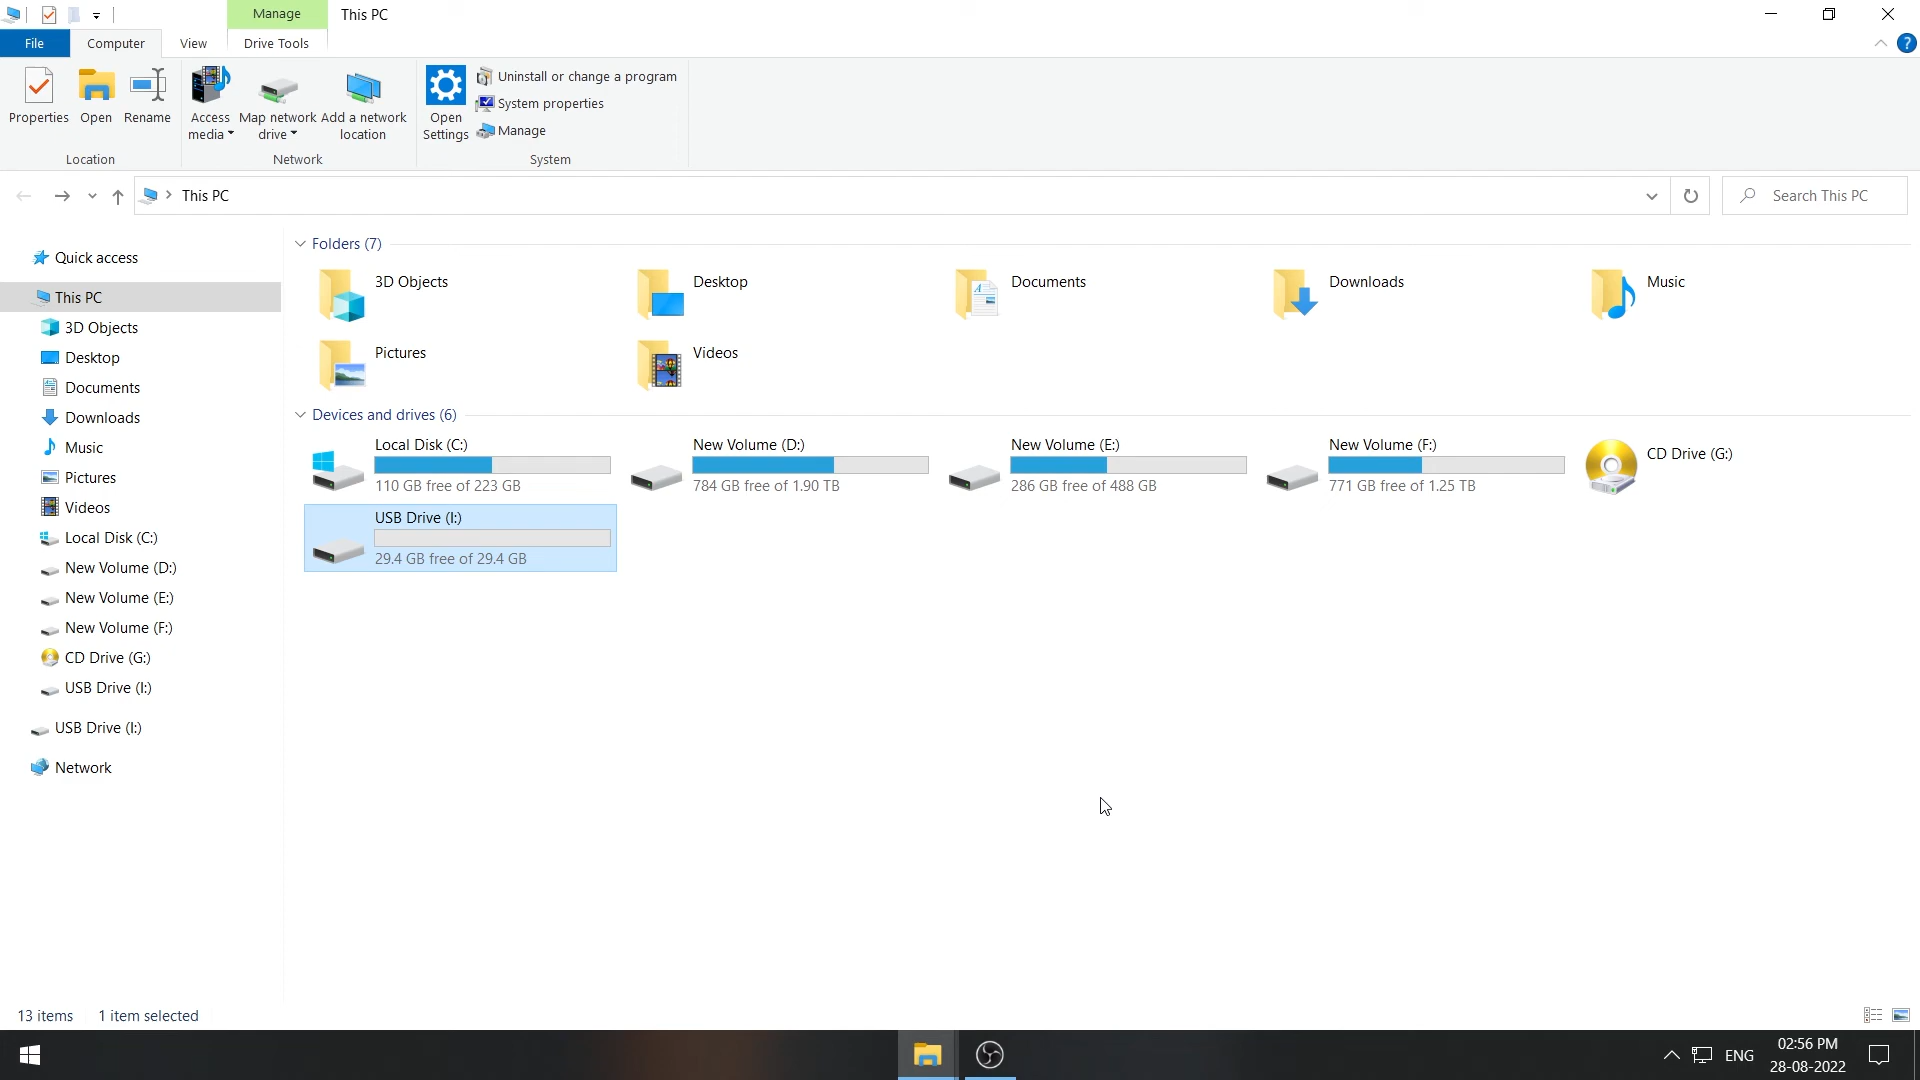 Manage
This PC
File
Computer
View
Drive Tools
Properties
Open
Rename
Access
media
Map network
drive
Add a network
location
Open
Settings
Uninstall or change a program
System properties
Manage
Location
Network
System
This PC
Search This PC
Quick access
This PC
3D Objects
Desktop
Documents
Downloads
Music
Pictures
Videos
Local Disk (C:)
New Volume (D:)
New Volume (E:)
New Volume (F:)
CD Drive (G:)
USB Drive (I:)
USB Drive (I:)
Network
Folders (7)
3D Objects
Desktop
Documents
Downloads
Music
Pictures
Videos
Devices and drives (6)
Local Disk (C:)
110 GB free of 223 GB
New Volume (D:)
784 GB free of 1.90 TB
New Volume (E:)
286 GB free of 488 GB
New Volume (F:)
771 GB free of 1.25 TB
CD Drive (G:)
USB Drive (I:)
29.4 GB free of 29.4 GB
13 items
1 item selected
ENG
02:56 PM
28-08-2022